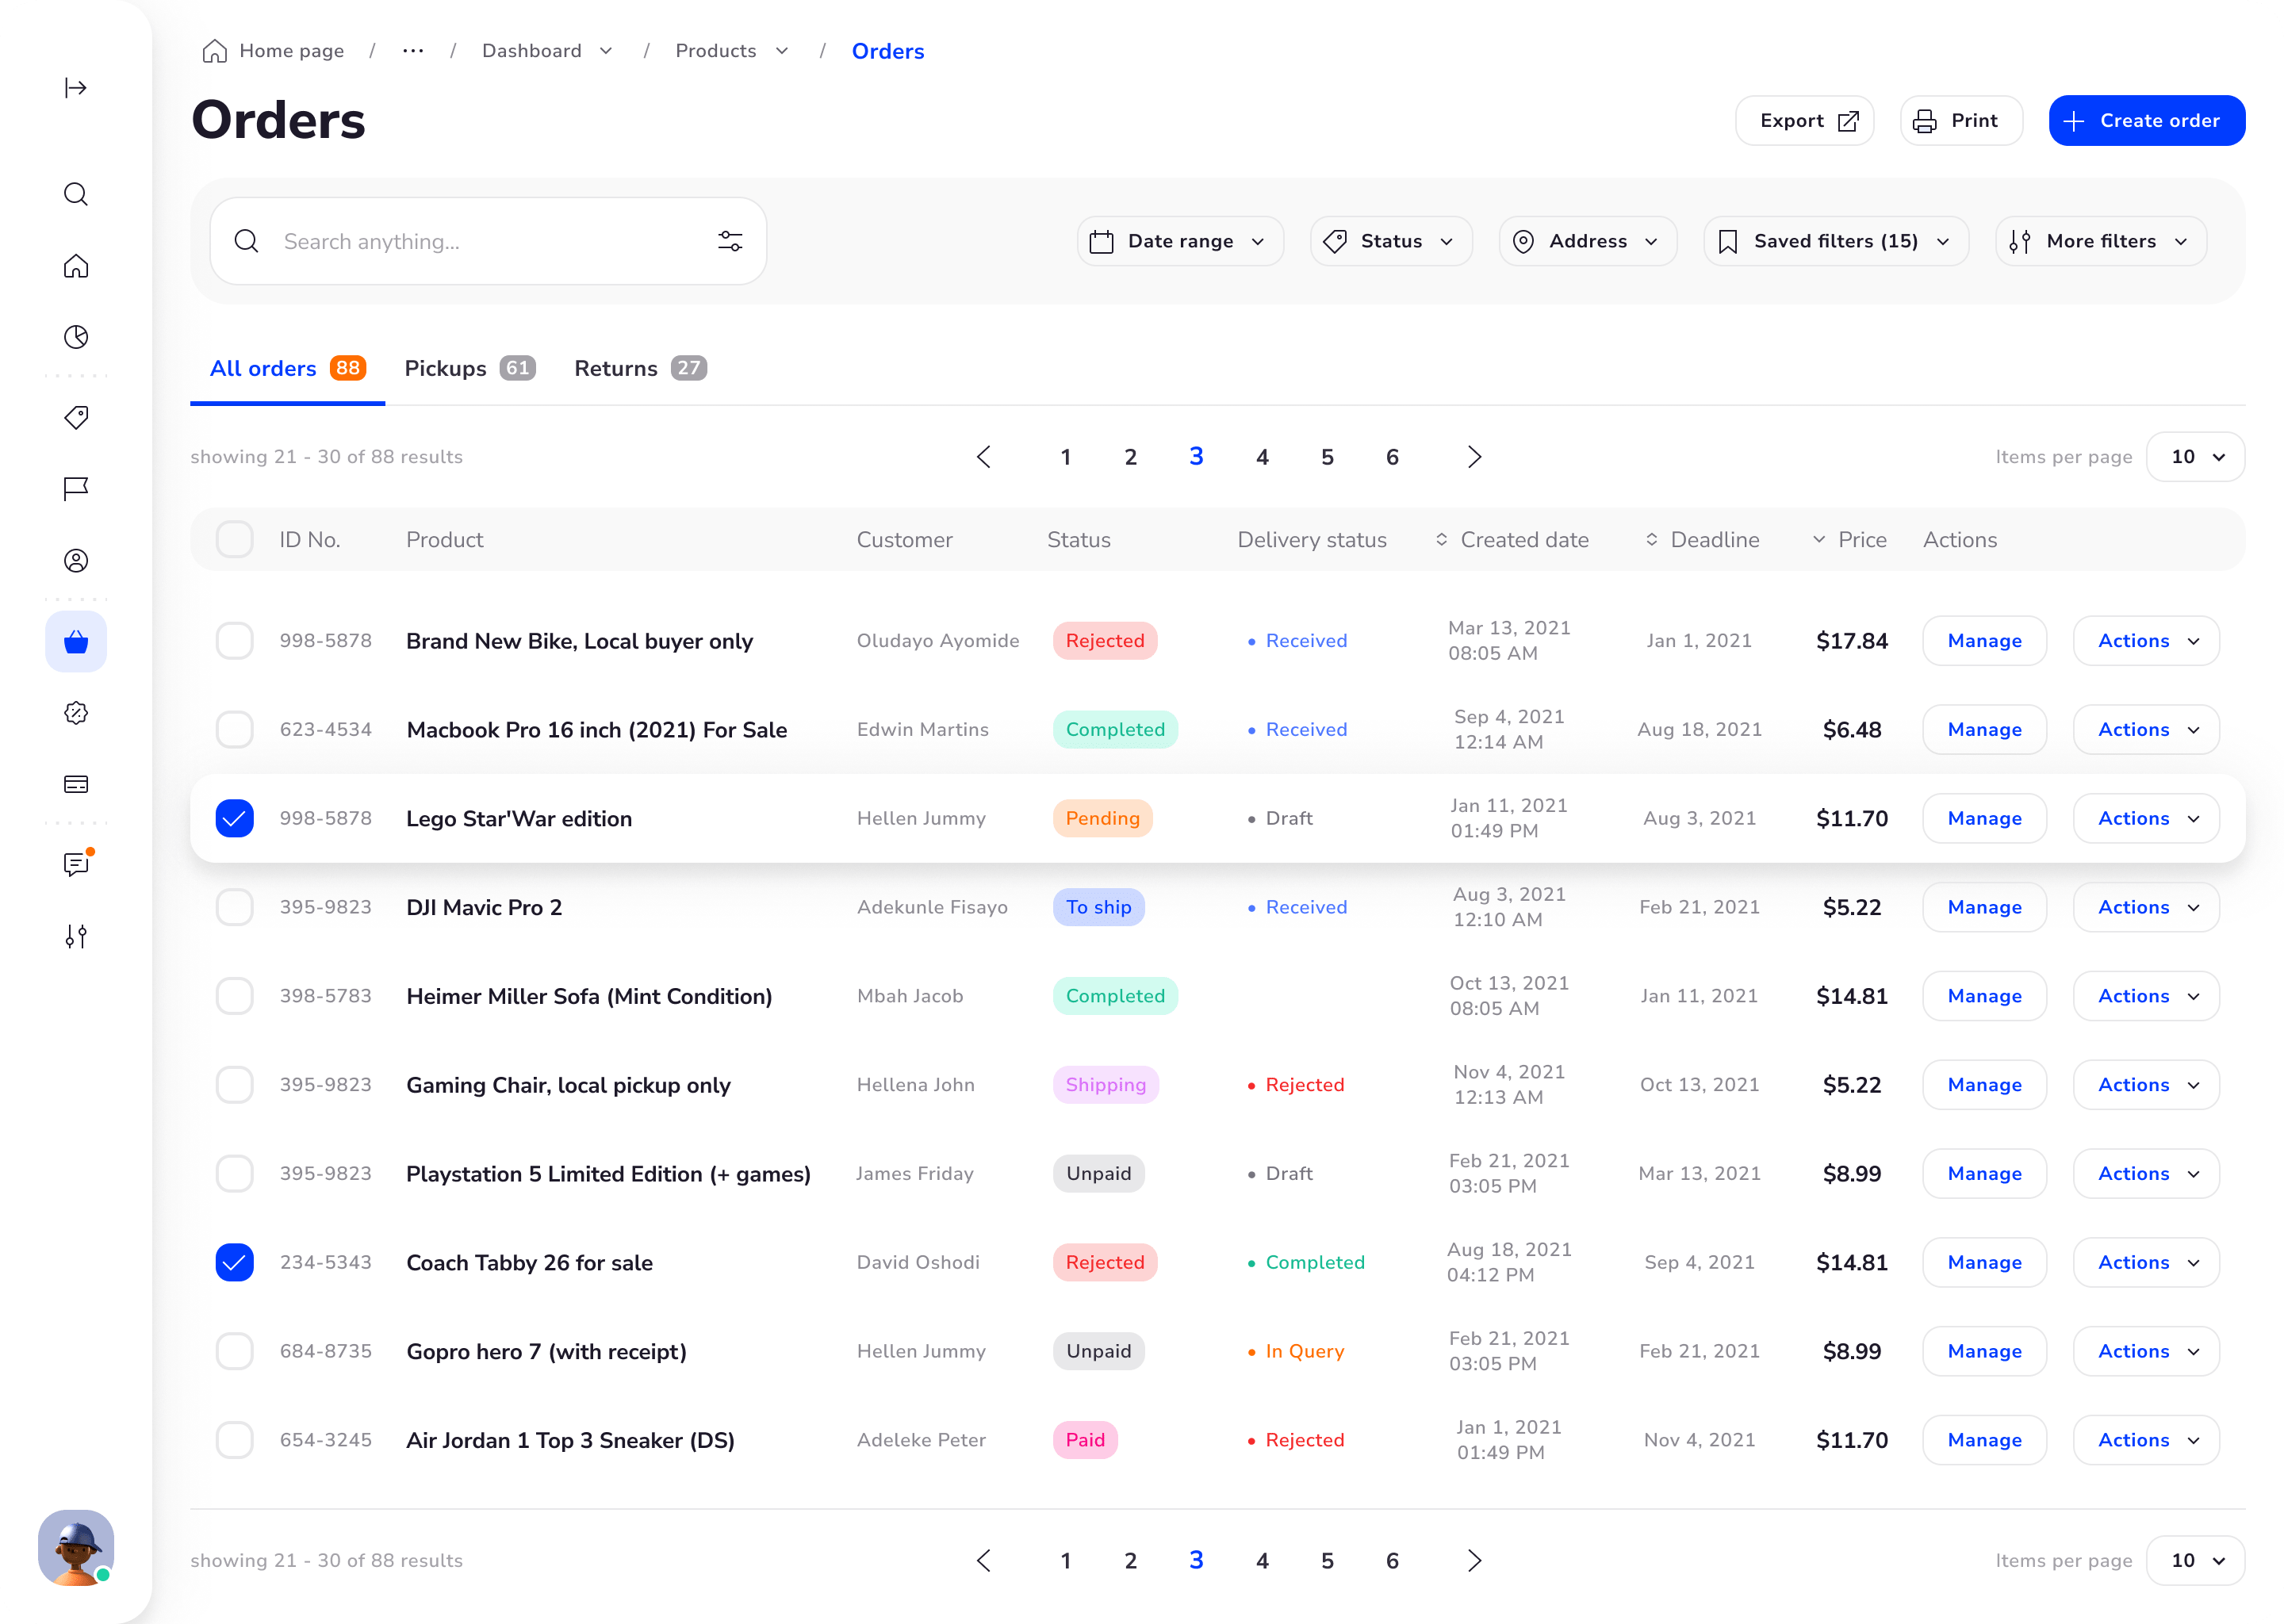 Home page / ··· / Dashboard / Products / Orders
Orders
Export Print Create order
Search anything... Date range Status Address Saved filters (15) More filters
All orders 88 Pickups 61 Returns 27
showing 21 - 30 of 88 results 1 2 3 4 5 6 Items per page 10
ID No. Product Customer Status Delivery status Created date Deadline Price Actions
998-5878 Brand New Bike, Local buyer only Oludayo Ayomide Rejected • Received Mar 13, 2021 08:05 AM Jan 1, 2021 $17.84 Manage Actions
623-4534 Macbook Pro 16 inch (2021) For Sale Edwin Martins Completed • Received Sep 4, 2021 12:14 AM Aug 18, 2021 $6.48 Manage Actions
998-5878 Lego Star'War edition Hellen Jummy Pending • Draft Jan 11, 2021 01:49 PM Aug 3, 2021 $11.70 Manage Actions
395-9823 DJI Mavic Pro 2 Adekunle Fisayo To ship • Received Aug 3, 2021 12:10 AM Feb 21, 2021 $5.22 Manage Actions
398-5783 Heimer Miller Sofa (Mint Condition) Mbah Jacob Completed Oct 13, 2021 08:05 AM Jan 11, 2021 $14.81 Manage Actions
395-9823 Gaming Chair, local pickup only Hellena John Shipping • Rejected Nov 4, 2021 12:13 AM Oct 13, 2021 $5.22 Manage Actions
395-9823 Playstation 5 Limited Edition (+ games) James Friday Unpaid • Draft Feb 21, 2021 03:05 PM Mar 13, 2021 $8.99 Manage Actions
234-5343 Coach Tabby 26 for sale David Oshodi Rejected • Completed Aug 18, 2021 04:12 PM Sep 4, 2021 $14.81 Manage Actions
684-8735 Gopro hero 7 (with receipt) Hellen Jummy Unpaid • In Query Feb 21, 2021 03:05 PM Feb 21, 2021 $8.99 Manage Actions
654-3245 Air Jordan 1 Top 3 Sneaker (DS) Adeleke Peter Paid • Rejected Jan 1, 2021 01:49 PM Nov 4, 2021 $11.70 Manage Actions
showing 21 - 30 of 88 results 1 2 3 4 5 6 Items per page 10